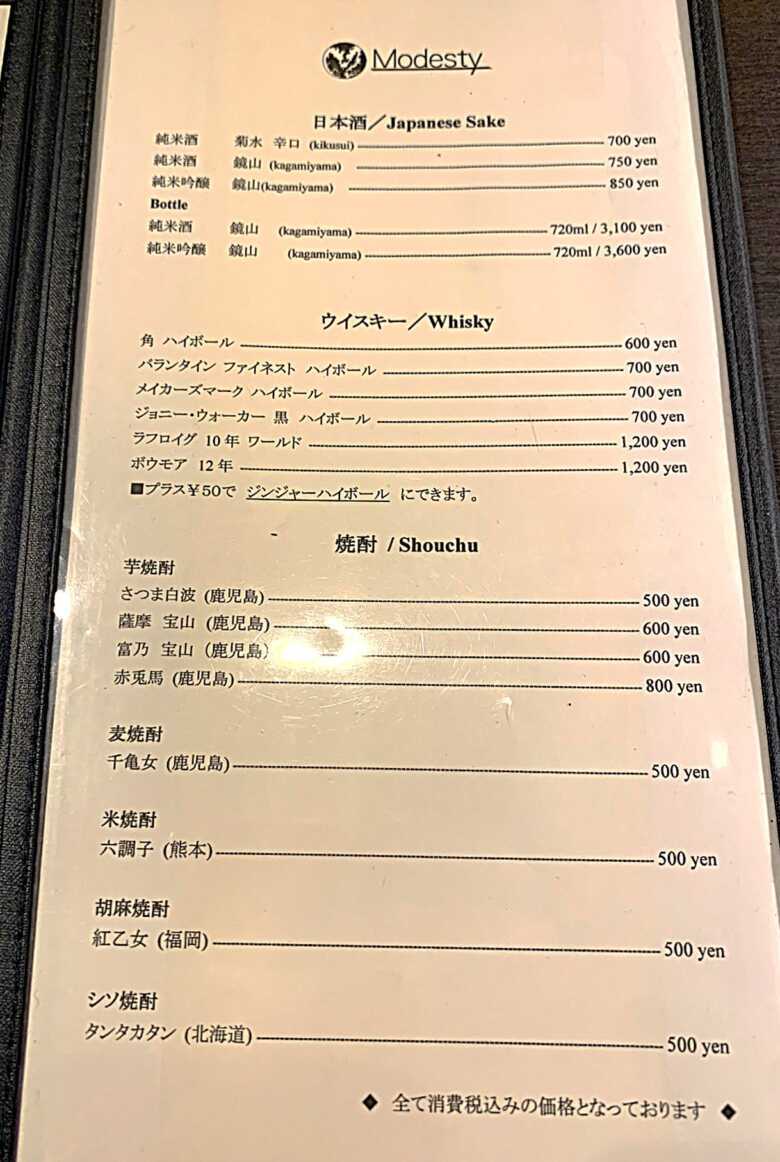 Modesty
日本酒／Japanese Sake
純米酒 菊水 辛口 (kikusui) 700 yen
純米酒 鏡山 (kagamiyama) 750 yen
純米吟醸 鏡山(kagamiyama) 850 yen
Bottle
純米酒 鏡山 (kagamiyama) 720ml / 3,100 yen
純米吟醸 鏡山 (kagamiyama) 720ml / 3,600 yen
ウイスキー／Whisky
角 ハイボール 600 yen
バランタイン ファイネスト ハイボール 700 yen
メイカーズマーク ハイボール 700 yen
ジョニー・ウォーカー 黒 ハイボール 700 yen
ラフロイグ 10年 ワールド 1,200 yen
ボウモア 12年 1,200 yen
■プラス￥50で ジンジャーハイボール にできます。
焼酎 / Shouchu
芋焼酎
さつま白波 (鹿児島) 500 yen
薩摩 宝山 (鹿児島) 600 yen
富乃 宝山 (鹿児島) 600 yen
赤兎馬 (鹿児島) 800 yen
麦焼酎
千亀女 (鹿児島) 500 yen
米焼酎
六調子 (熊本) 500 yen
胡麻焼酎
紅乙女 (福岡) 500 yen
シソ焼酎
タンタカタン (北海道) 500 yen
◆ 全て消費税込みの価格となっております ◆